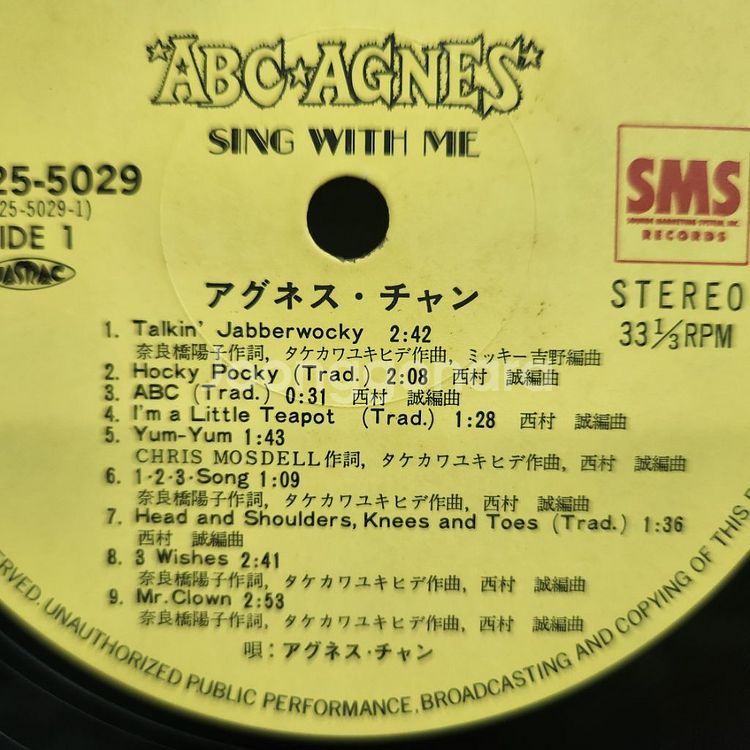 ABC★AGNES
SING WITH ME
25-5029
25-5029-1)
IDE 1
JASRAC
SMS
SOUNDS MARKETING SYSTEM, INC.
RECORDS
STEREO
33 1/3 RPM
アグネス・チャン
1. Talkin' Jabberwocky 2:42
奈良橋陽子作詞, タケカワユキヒデ作曲, ミッキー吉野編曲
2. Hocky Pocky (Trad.) 2:08 西村 誠編曲
3. ABC (Trad.) 0:31 西村 誠編曲
4. I'm a Little Teapot (Trad.) 1:28 西村 誠編曲
5. Yum-Yum 1:43
CHRIS MOSDELL作詞, タケカワユキヒデ作曲, 西村 誠編曲
6. 1・2・3・Song 1:09
奈良橋陽子作詞, タケカワユキヒデ作曲, 西村 誠編曲
7. Head and Shoulders, Knees and Toes (Trad.) 1:36
西村 誠編曲
8. 3 Wishes 2:41
奈良橋陽子作詞, タケカワユキヒデ作曲, 西村 誠編曲
9. Mr. Clown 2:53
奈良橋陽子作詞, タケカワユキヒデ作曲, 西村 誠編曲
唄：アグネス・チャン
ERVED. UNAUTHORIZED PUBLIC PERFORMANCE, BROADCASTING AND COPYING OF THIS